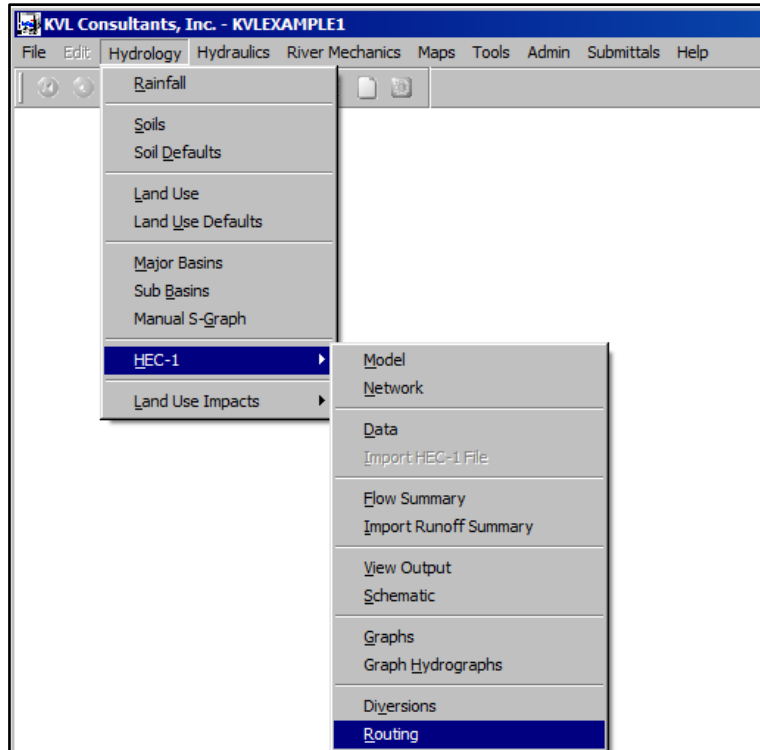 KVL Consultants, Inc. - KVLEXAMPLE1
File Edit Hydrology Hydraulics River Mechanics Maps Tools Admin Submittals Help
Rainfall
Soils
Soil Defaults
Land Use
Land Use Defaults
Major Basins
Sub Basins
Manual S-Graph
HEC-1
Land Use Impacts
Model
Network
Data
Import HEC-1 File
Flow Summary
Import Runoff Summary
View Output
Schematic
Graphs
Graph Hydrographs
Diversions
Routing